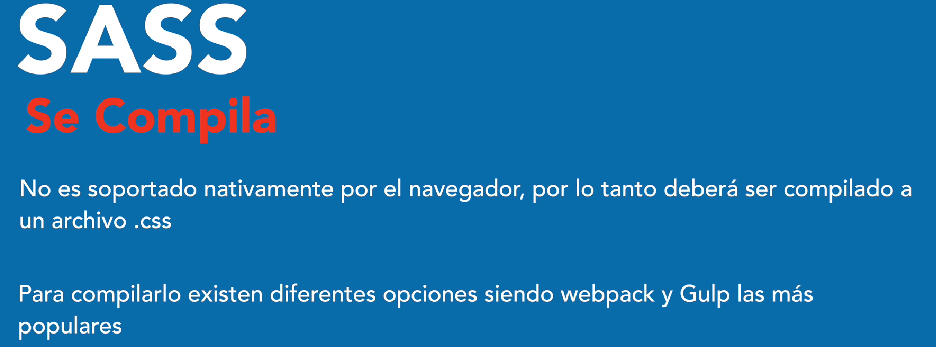 SASS
Se Compila
No es soportado nativamente por el navegador, por lo tanto deberá ser compilado a
un archivo .css
Para compilarlo existen diferentes opciones siendo webpack y Gulp las más
populares